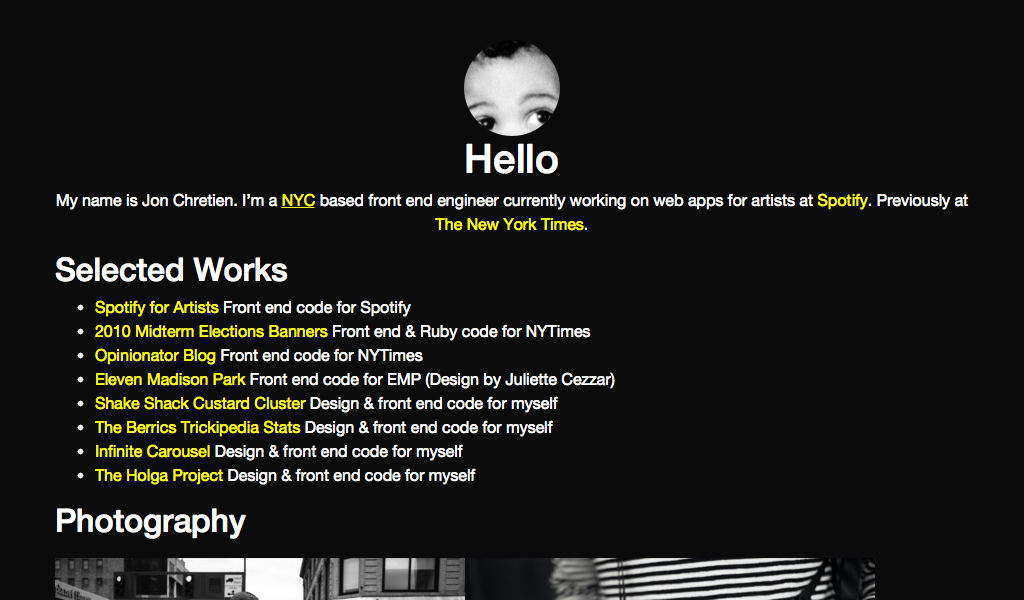 Hello
My name is Jon Chretien. I'm a NYC based front end engineer currently working on web apps for artists at Spotify. Previously at
The New York Times.
Selected Works
Spotify for Artists Front end code for Spotify
2010 Midterm Elections Banners Front end & Ruby code for NYTimes
Opinionator Blog Front end code for NYTimes
Eleven Madison Park Front end code for EMP (Design by Juliette Cezzar)
Shake Shack Custard Cluster Design & front end code for myself
The Berrics Trickipedia Stats Design & front end code for myself
Infinite Carousel Design & front end code for myself
The Holga Project Design & front end code for myself
Photography